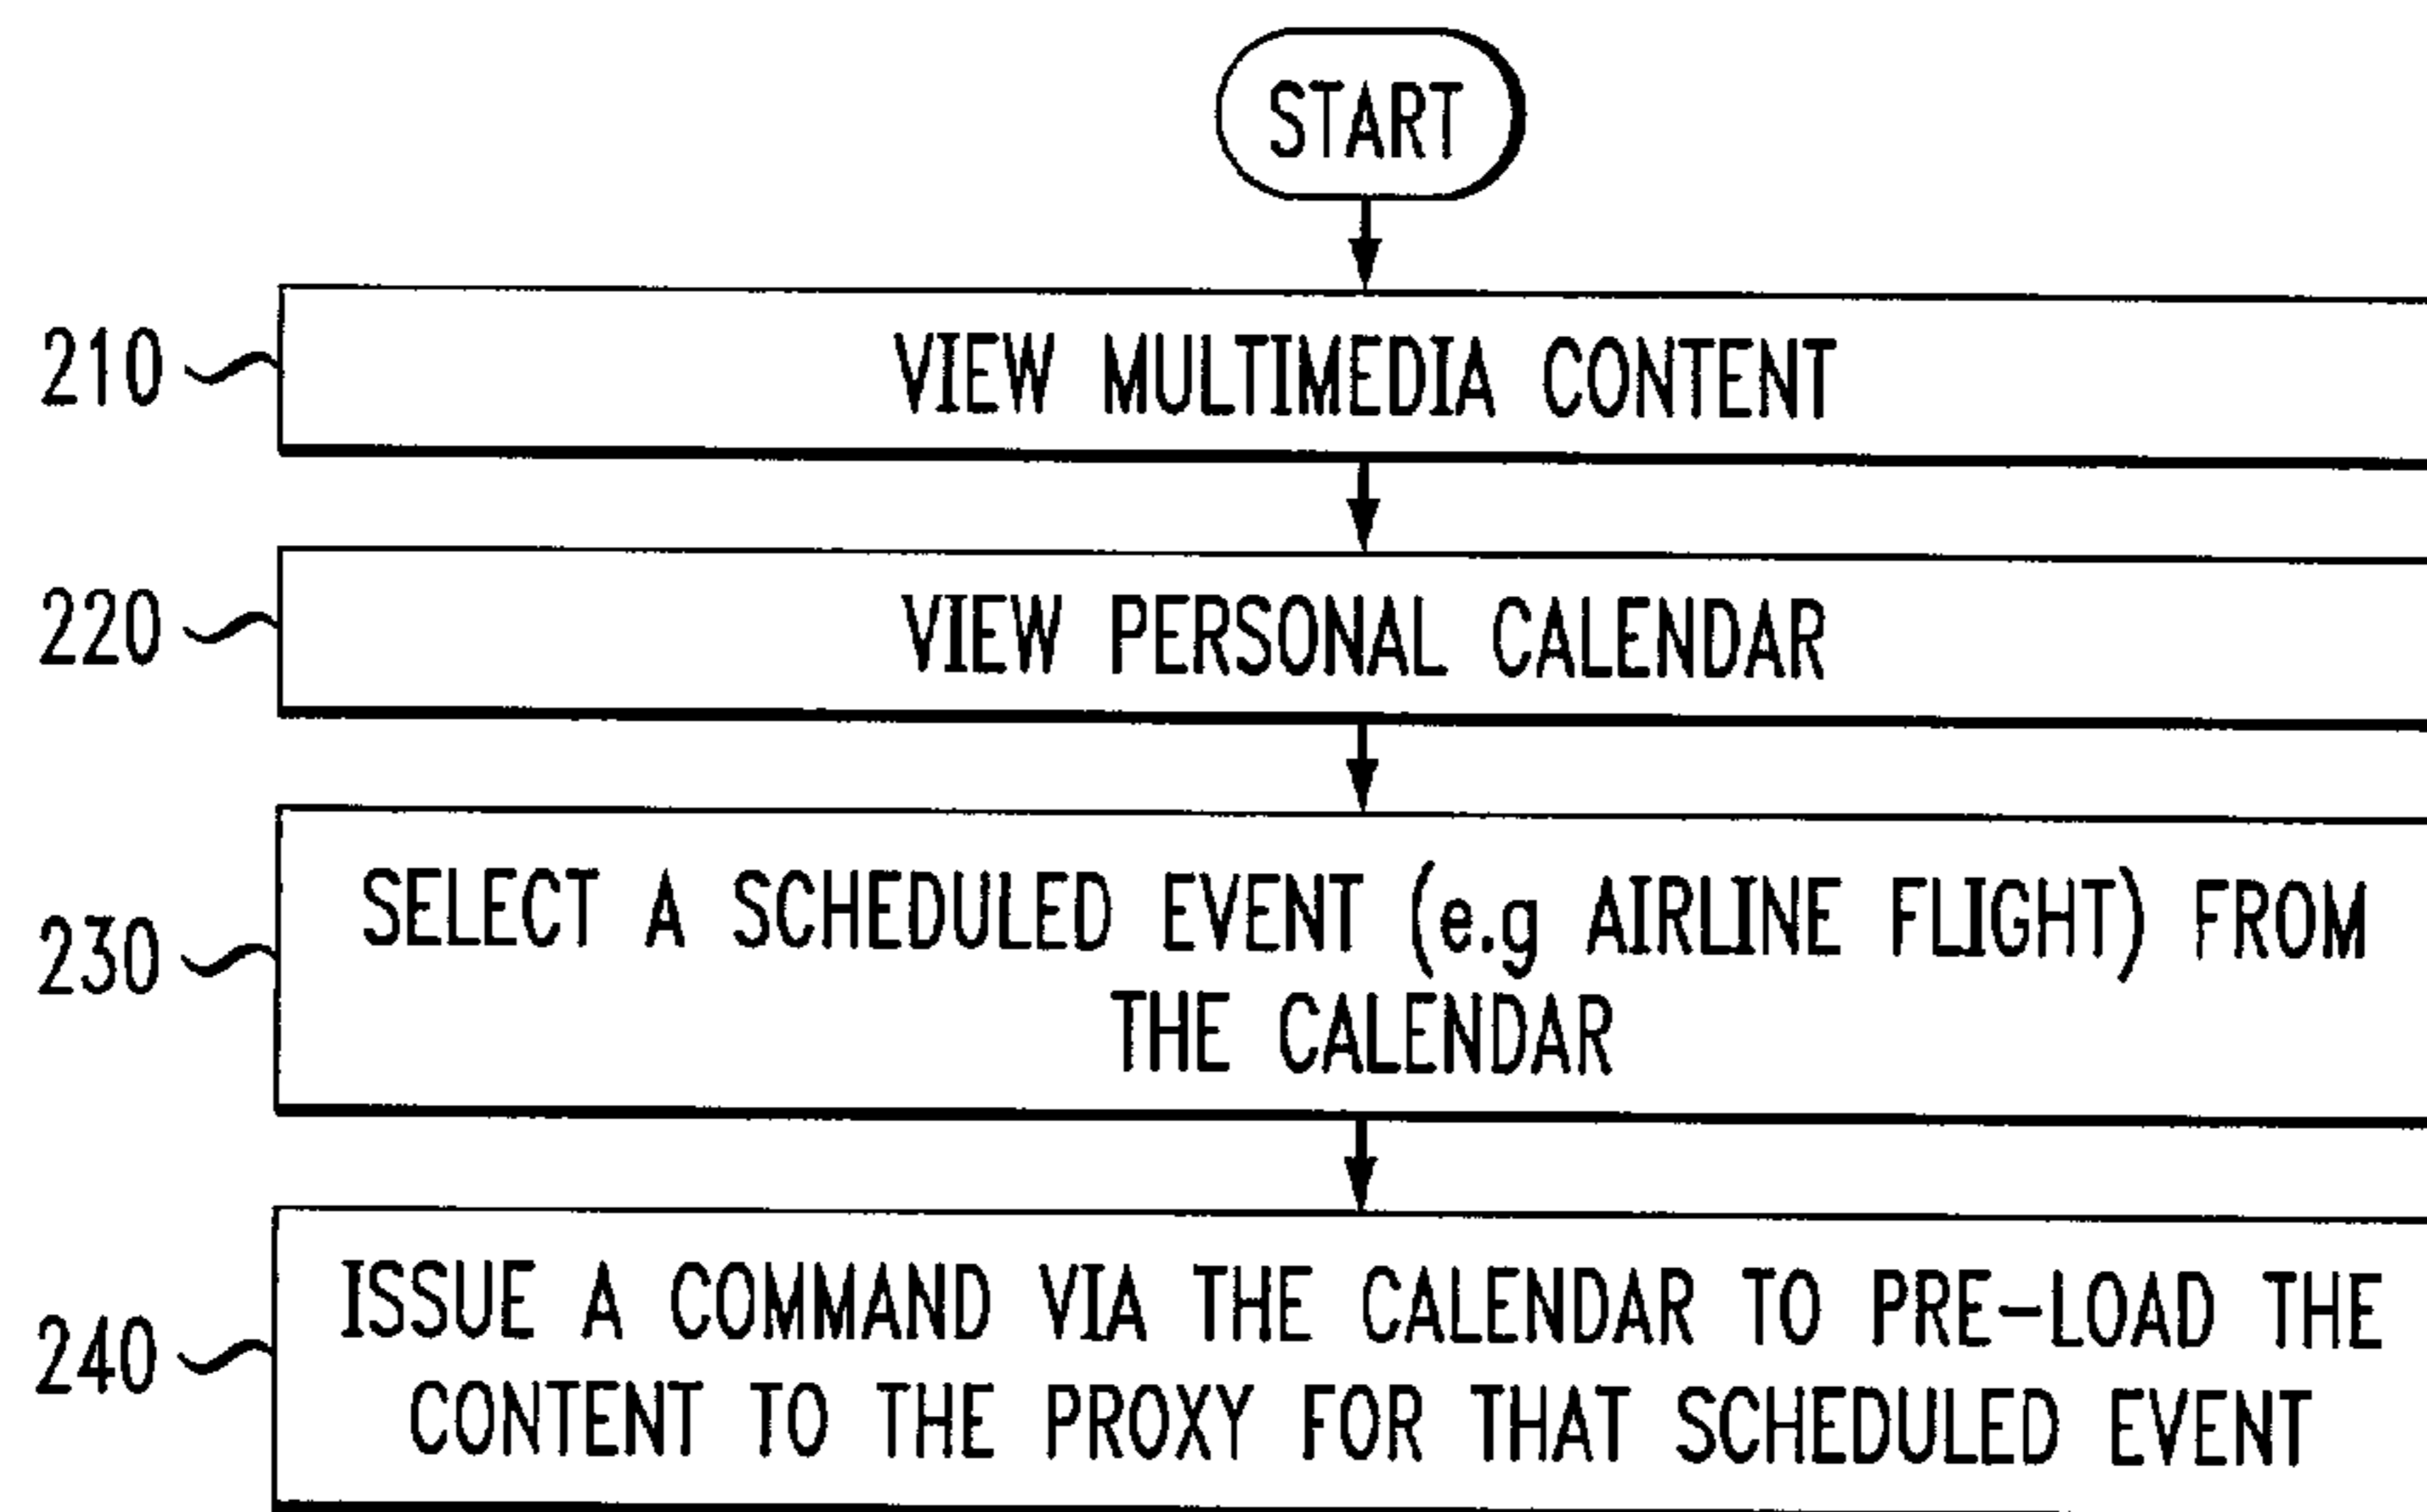 START
210
VIEW MULTIMEDIA CONTENT
220
VIEW PERSONAL CALENDAR
230
SELECT A SCHEDULED EVENT (e.g AIRLINE FLIGHT) FROM
THE CALENDAR
240
ISSUE A COMMAND VIA THE CALENDAR TO PRE-LOAD THE
CONTENT TO THE PROXY FOR THAT SCHEDULED EVENT